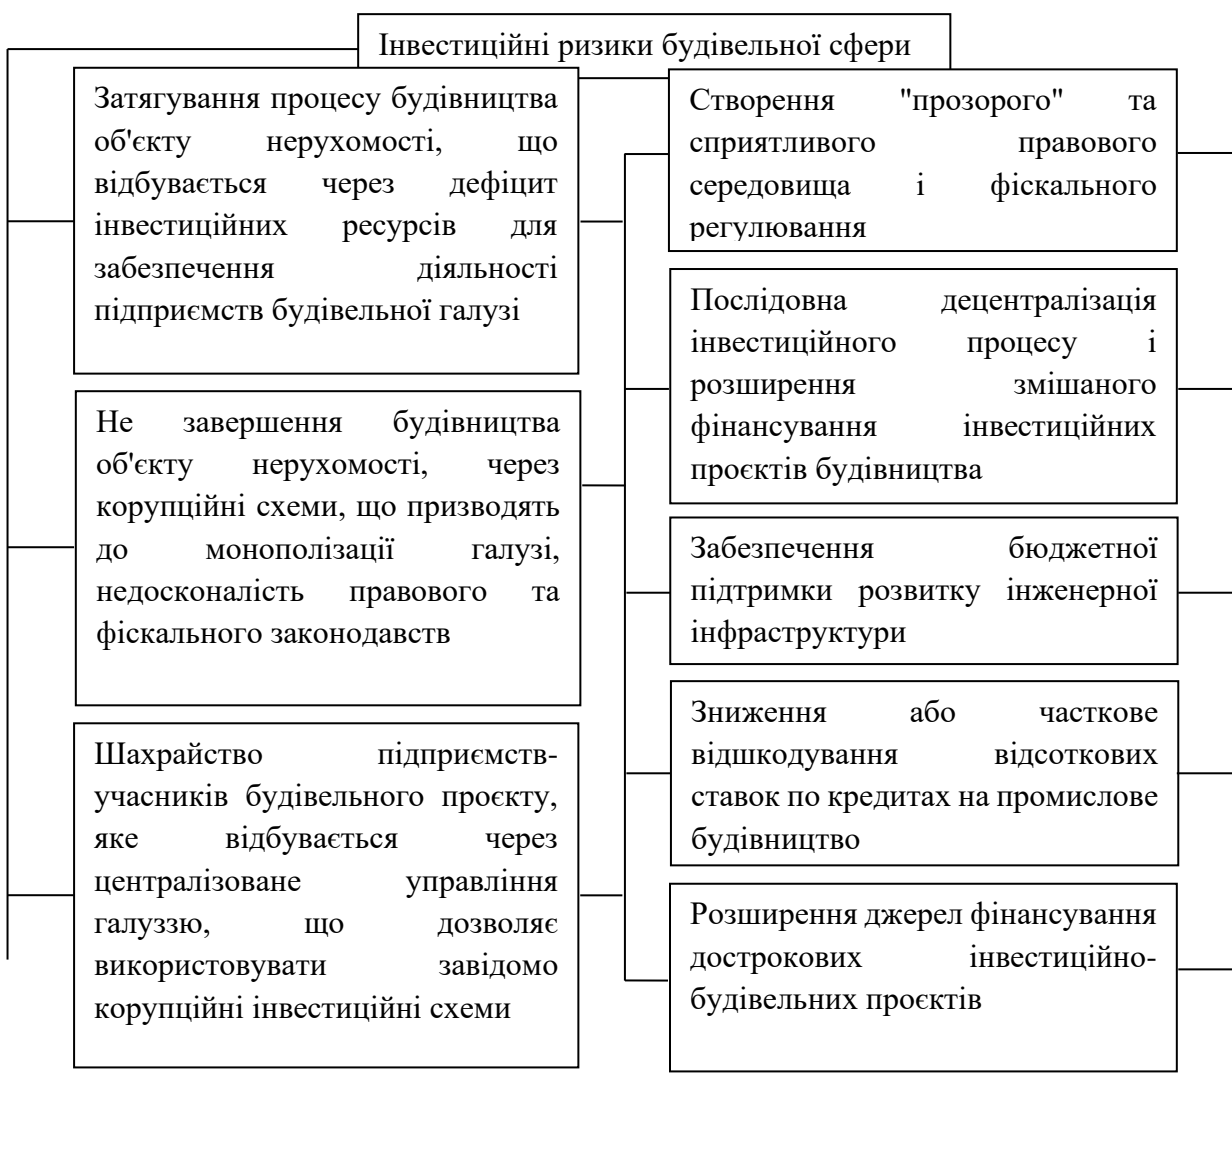 Інвестиційні ризики будівельної сфери
Затягування процесу будівництва
об'єкту нерухомості, що
відбувається через дефіцит
інвестиційних ресурсів для
забезпечення діяльності
підприємств будівельної галузі
Не завершення будівництва
об'єкту нерухомості, через
корупційні схеми, що призводять
до монополізації галузі,
недосконалість правового та
фіскального законодавств
Шахрайство підприємств-
учасників будівельного проєкту,
яке відбувається через
централізоване управління
галуззю, що дозволяє
використовувати завідомо
корупційні інвестиційні схеми
Створення "прозорого" та
сприятливого правового
середовища і фіскального
регулювання
Послідовна децентралізація
інвестиційного процесу і
розширення змішаного
фінансування інвестиційних
проєктів будівництва
Забезпечення бюджетної
підтримки розвитку інженерної
інфраструктури
Зниження або часткове
відшкодування відсоткових
ставок по кредитах на промислове
будівництво
Розширення джерел фінансування
дострокових інвестиційно-
будівельних проєктів